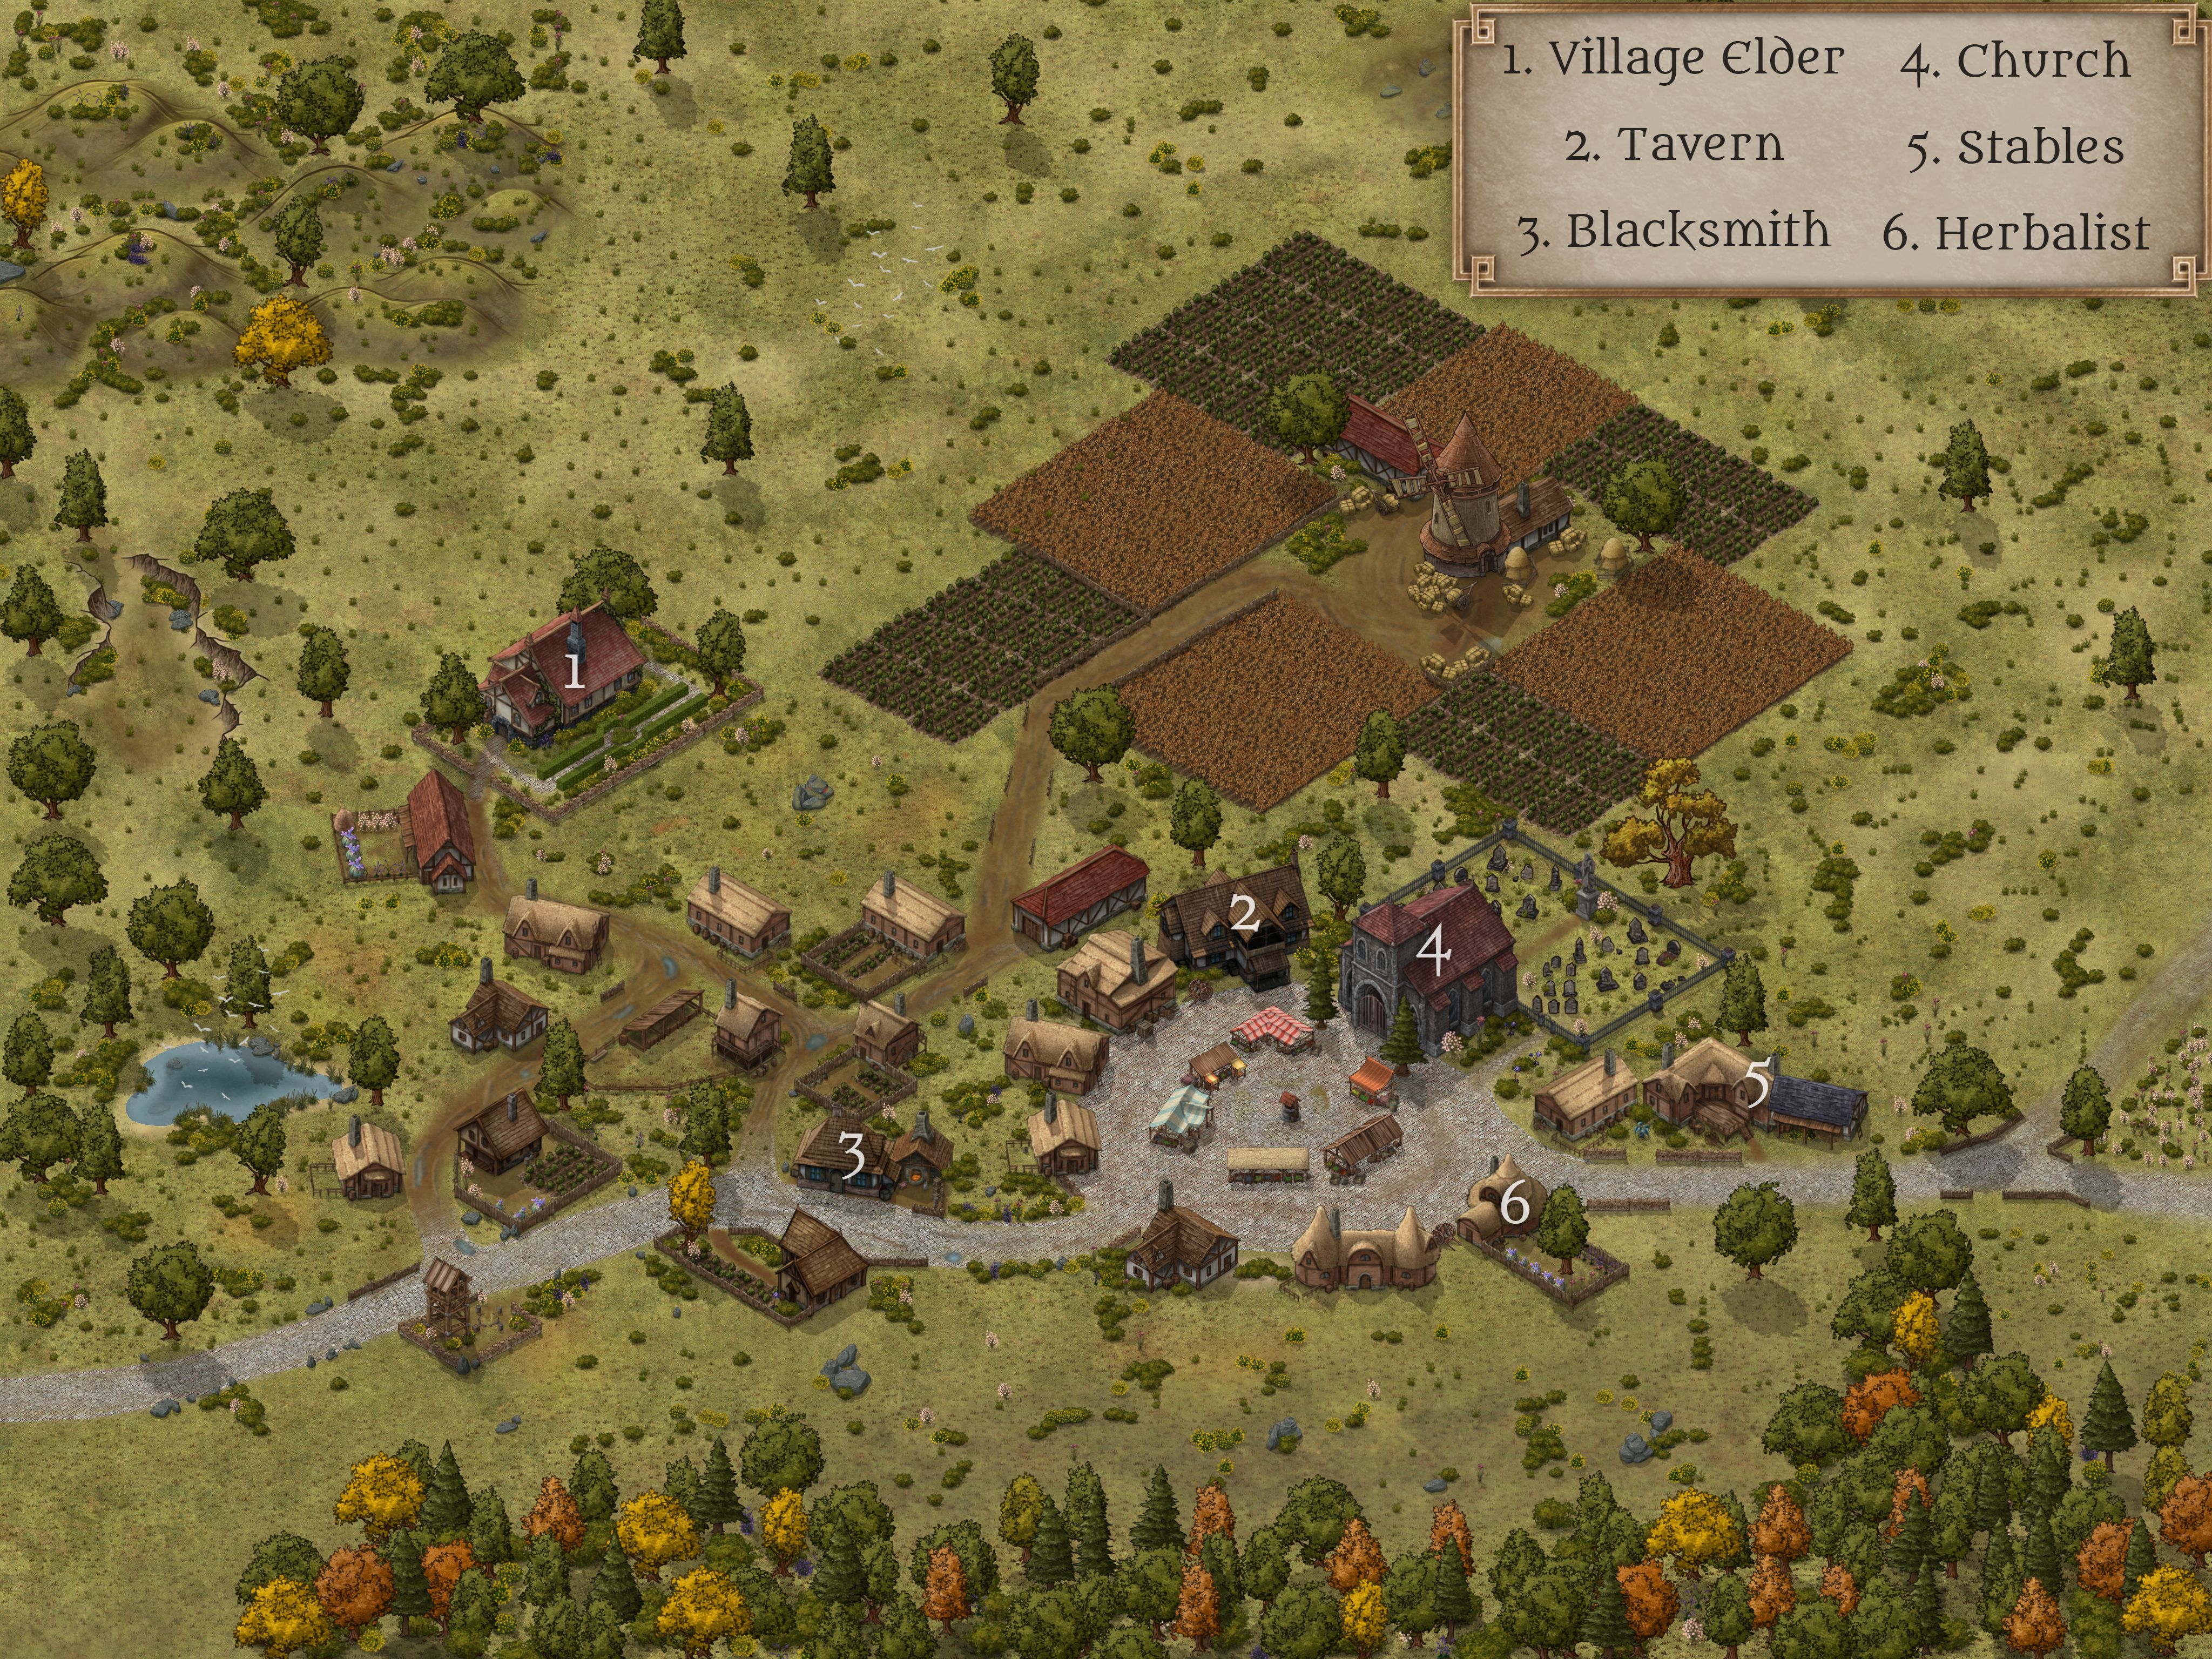 1. Village Elder
2. Tavern
3. Blacksmith
4. Church
5. Stables
6. Herbalist
1
2
4
5
3
6